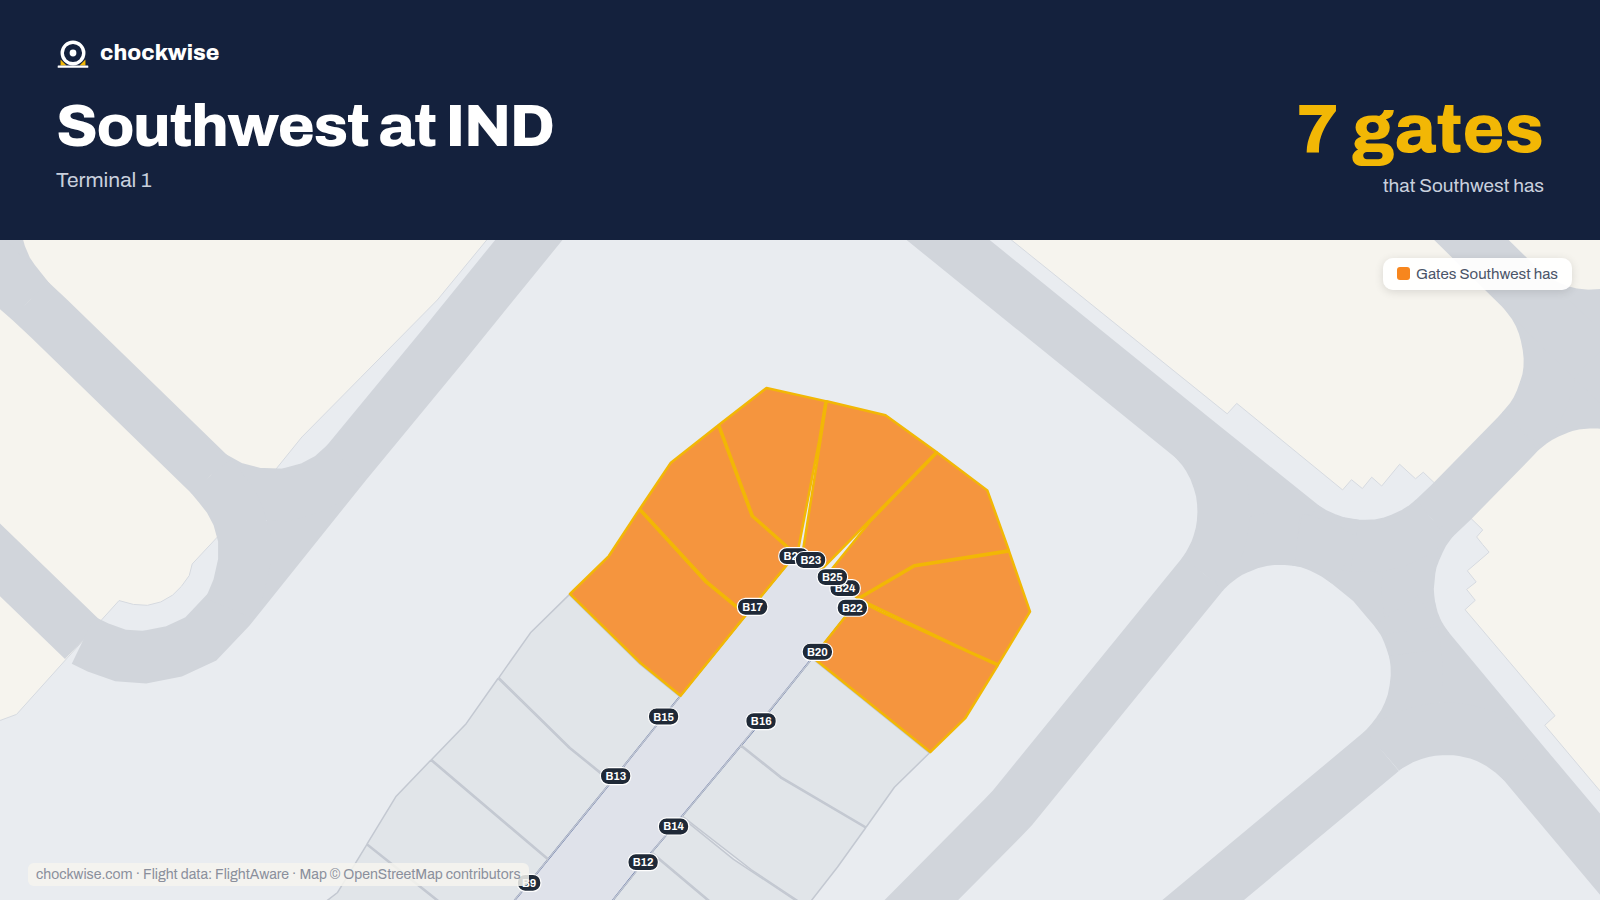 chockwise
Southwest at IND
Terminal 1
7 gates
that Southwest has
Gates Southwest has
B23
B25
B24
B17
B22
B20
B15
B16
B13
B14
B12
B9
chockwise.com · Flight data: FlightAware · Map © OpenStreetMap contributors